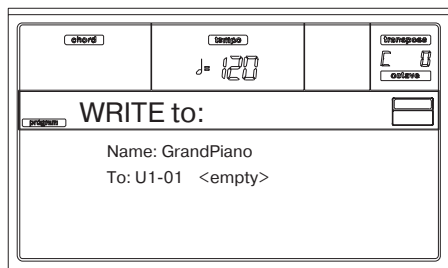 chord
tempo
transpose
♩= 120
C 0
octave
program
WRITE to:
Name: GrandPiano
To: U1-01 <empty>